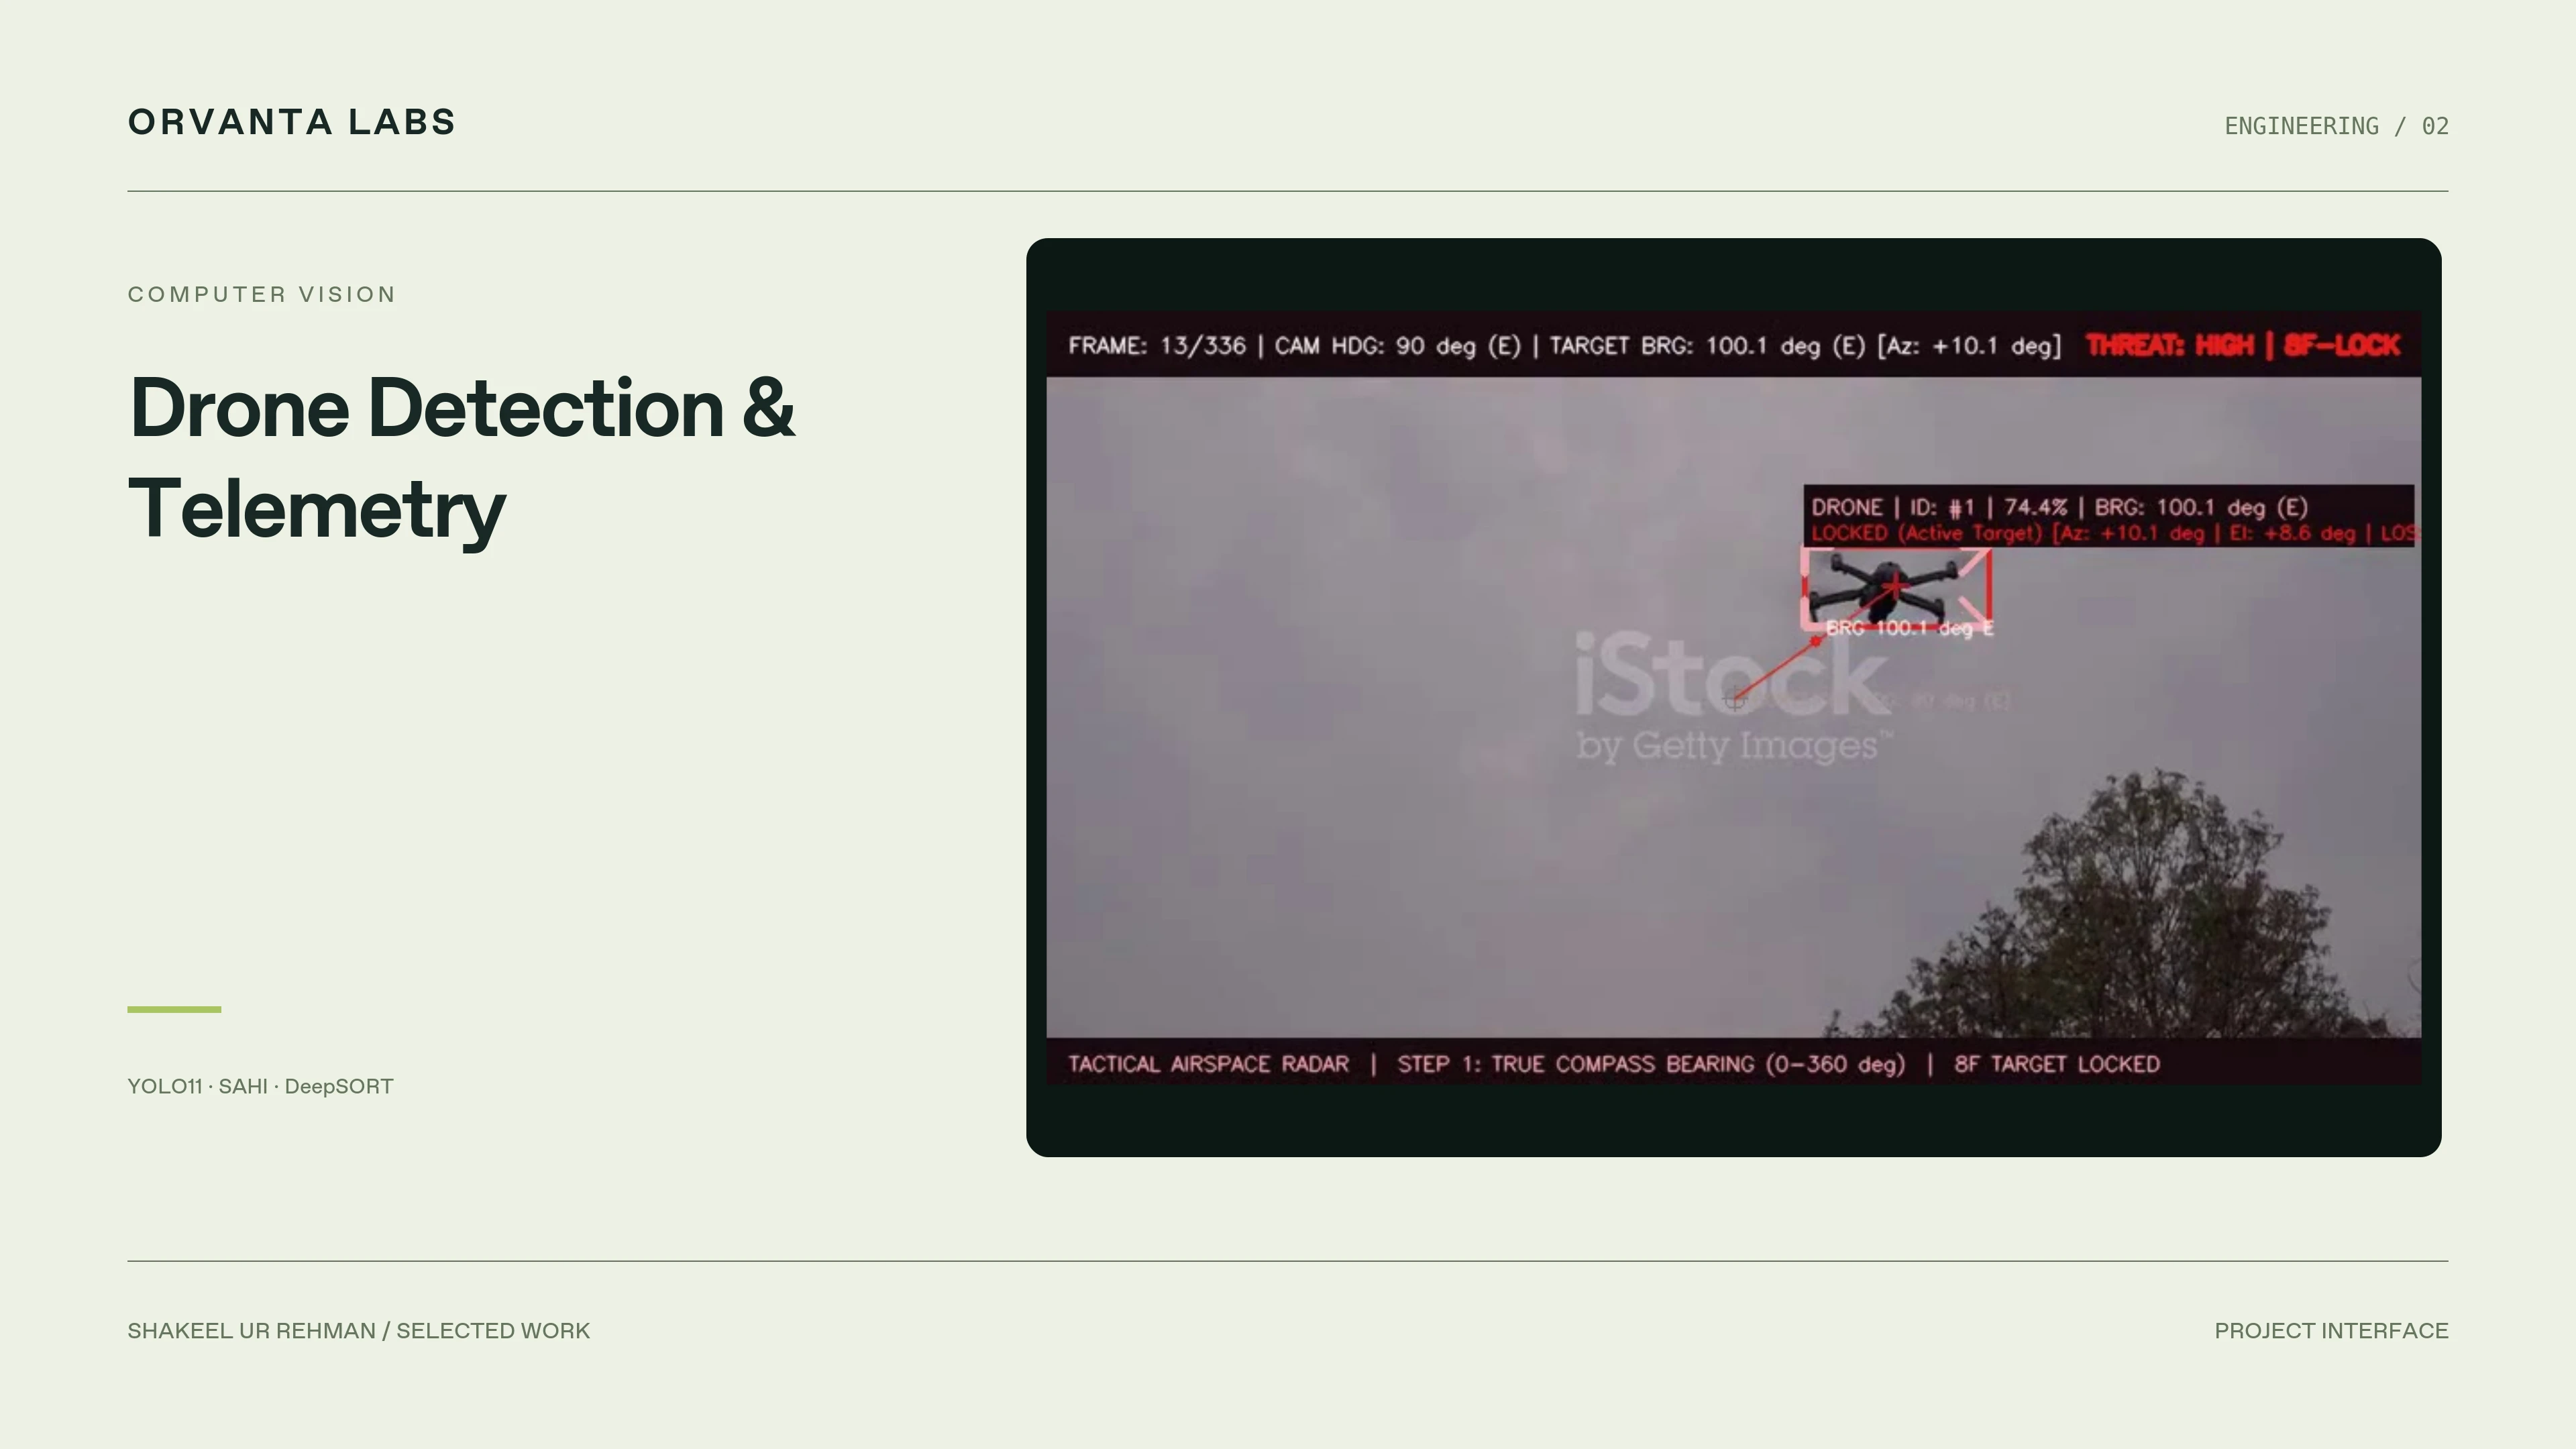 ORVANTA LABS
ENGINEERING / 02
COMPUTER VISION
Drone Detection &
Telemetry
YOLO11 · SAHI · DeepSORT
FRAME: 13/336 | CAM HDG: 90 deg (E) | TARGET BRG: 100.1 deg (E) [Az: +10.1 deg] THREAT: HIGH | 8F-LOCK
DRONE | ID: #1 | 74.4% | BRG: 100.1 deg (E)
LOCKED (Active Target) [Az: +10.1 deg | El: +8.6 deg | LOS
BRG 100.1 deg E
iStock
90 deg (E)
by Getty Images™
TACTICAL AIRSPACE RADAR | STEP 1: TRUE COMPASS BEARING (0-360 deg) | 8F TARGET LOCKED
SHAKEEL UR REHMAN / SELECTED WORK
PROJECT INTERFACE